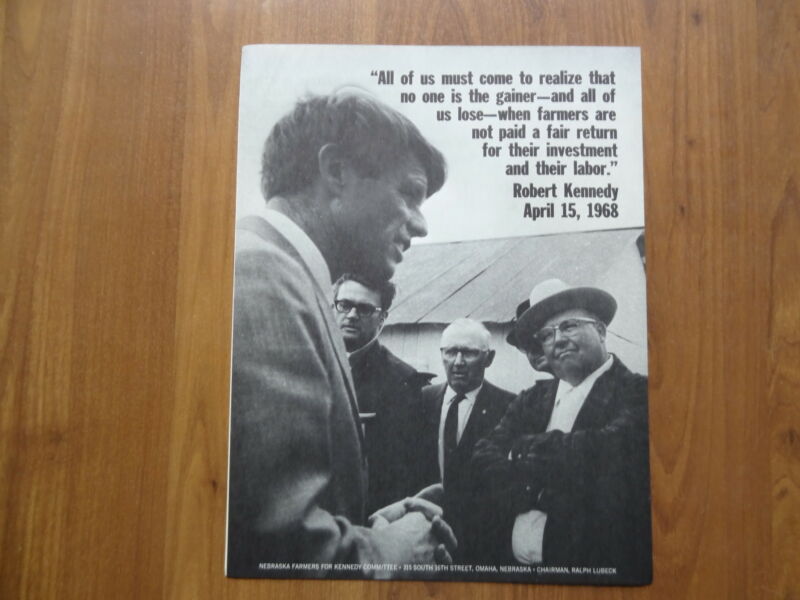 “All of us must come to realize that
no one is the gainer—and all of
us lose—when farmers are
not paid a fair return
for their investment
and their labor.”
Robert Kennedy
April 15, 1968
NEBRASKA FARMERS FOR KENNEDY COMMITTEE • 315 SOUTH 16TH STREET, OMAHA, NEBRASKA • CHAIRMAN, RALPH LUBECK